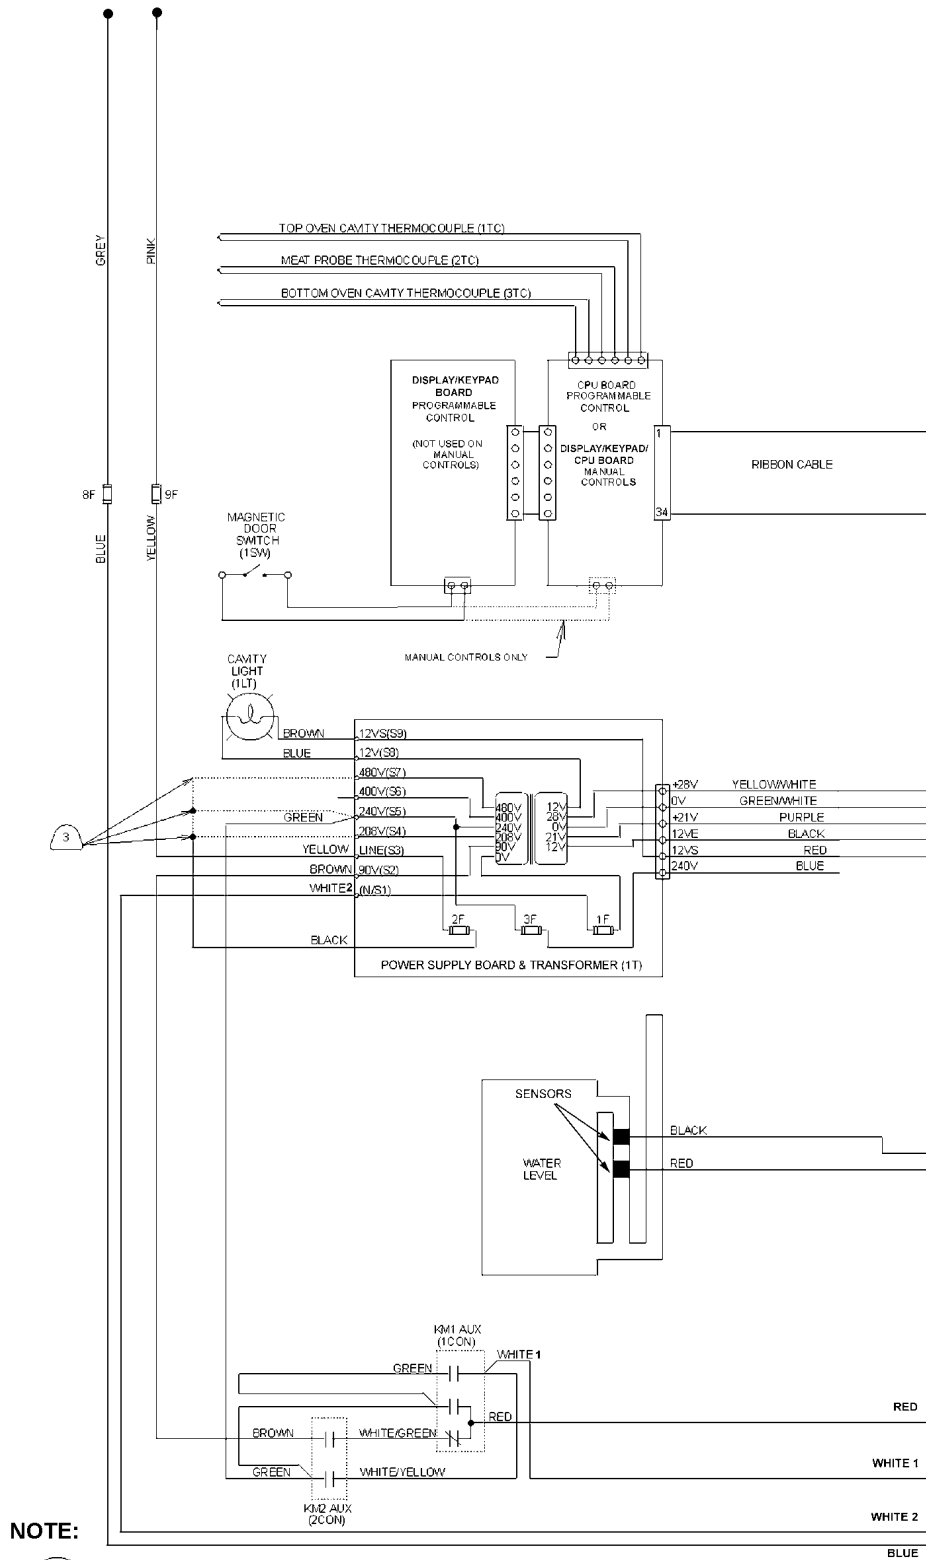 GREY
PINK
TOP OVEN CAVITY THERMOCOUPLE (1TC)
MEAT PROBE THERMOCOUPLE (2TC)
BOTTOM OVEN CAVITY THERMOCOUPLE (3TC)
DISPLAY/KEYPAD
BOARD
PROGRAMMABLE
CONTROL
(NOT USED ON
MANUAL
CONTROLS)
CPU BOARD
PROGRAMMABLE
CONTROL
OR
DISPLAY/KEYPAD/
CPU BOARD
MANUAL
CONTROLS
1
34
RIBBON CABLE
8F
9F
BLUE
YELLOW
MAGNETIC
DOOR
SWITCH
(1SW)
MANUAL CONTROLS ONLY
CAVITY
LIGHT
(1LT)
BROWN
BLUE
GREEN
YELLOW
BROWN
WHITE2
BLACK
3
12VS(S9)
12V(S8)
480V(S7)
400V(S6)
240V(S5)
208V(S4)
LINE(S3)
90V(S2)
(N/S1)
480V
400V
240V
208V
90V
0V
12V
28V
0V
21V
12V
2F
3F
1F
POWER SUPPLY BOARD & TRANSFORMER (1T)
+28V YELLOW/WHITE
0V GREEN/WHITE
+21V PURPLE
12VE BLACK
12VS RED
240V BLUE
SENSORS
WATER
LEVEL
BLACK
RED
KM1 AUX
(1CON)
WHITE 1
GREEN
RED
RED
BROWN
WHITE/GREEN
GREEN
WHITE/YELLOW
WHITE 1
KM2 AUX
(2CON)
WHITE 2
NOTE:
BLUE